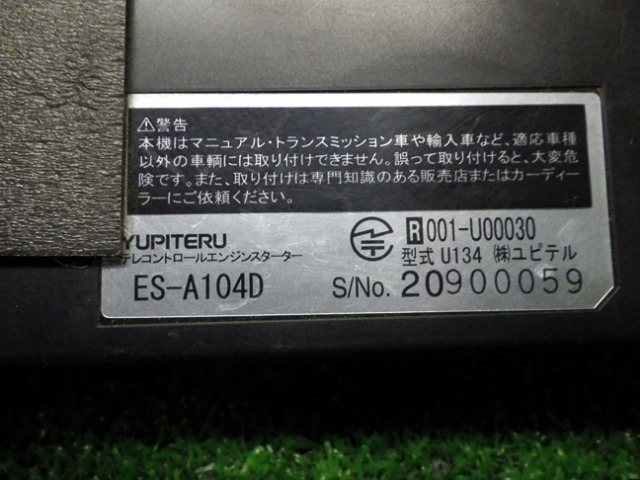 ⚠警告
本機はマニュアル・トランスミッション車や輸入車など、適応車種
以外の車輌には取り付けできません。誤って取り付けると、大変危
険です。また、取り付けは専門知識のある販売店またはカーディー
ラーにご依頼ください。
R 001-U00030
YUPITERU
型式 U134 ㈱ユピテル
テレコントロールエンジンスターター
ES-A104D
S/No. 20900059